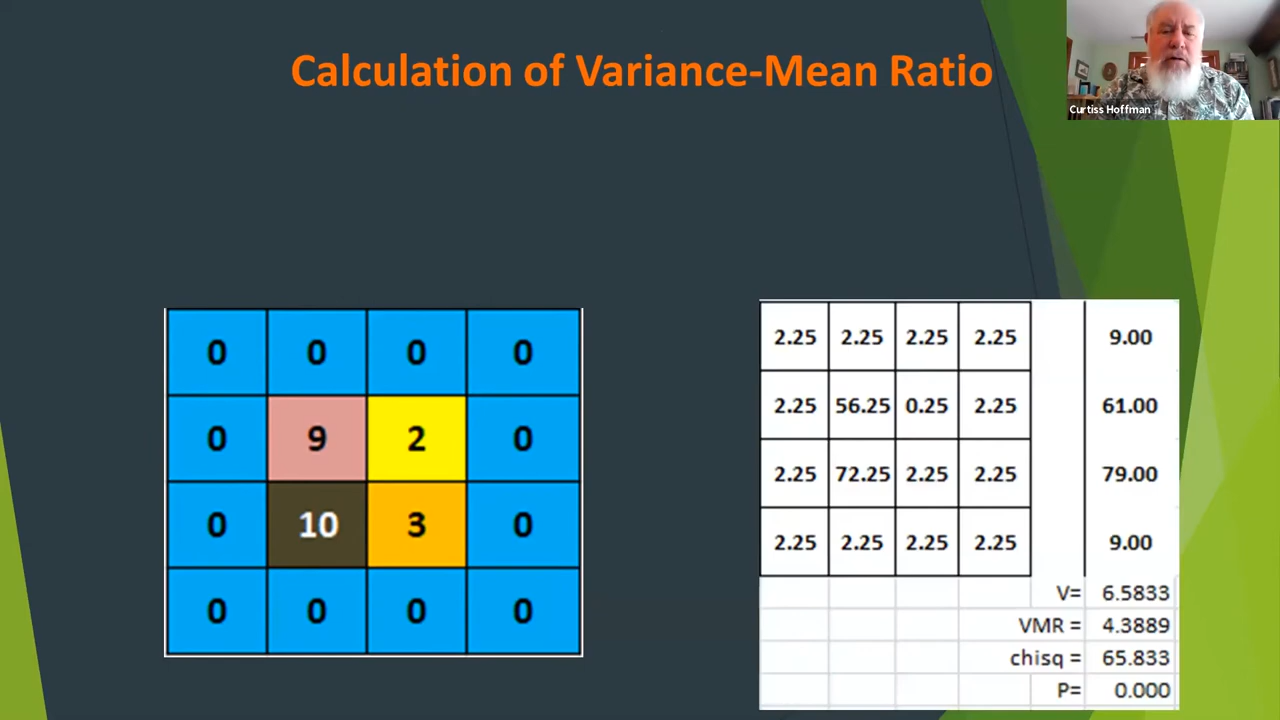 Calculation of Variance-Mean Ratio
Curtiss Hoffman
0 0 0 0
0 9 2 0
0 10 3 0
0 0 0 0
2.25 2.25 2.25 2.25 9.00
2.25 56.25 0.25 2.25 61.00
2.25 72.25 2.25 2.25 79.00
2.25 2.25 2.25 2.25 9.00
V= 6.5833
VMR = 4.3889
chisq = 65.833
P= 0.000